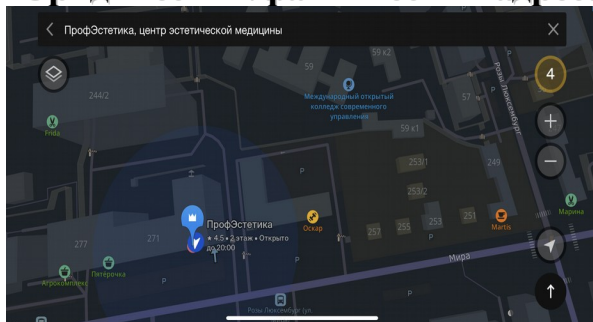 ПрофЭстетика, центр эстетической медицины
4
59 к2
59
244/2
Международный открытый
колледж современного
управления
57
Розы Люксембург
Frida
59 к1
253/1
249
P
253/2
ПрофЭстетика
★ 4.5 • 2 этаж • Открыто
до 20:00
Оскар
257
255
253
251
Martis
Марина
277
271
P
Мира
Агрокомплекс
Пятёрочка
P
P
Розы Люксембург (ул.